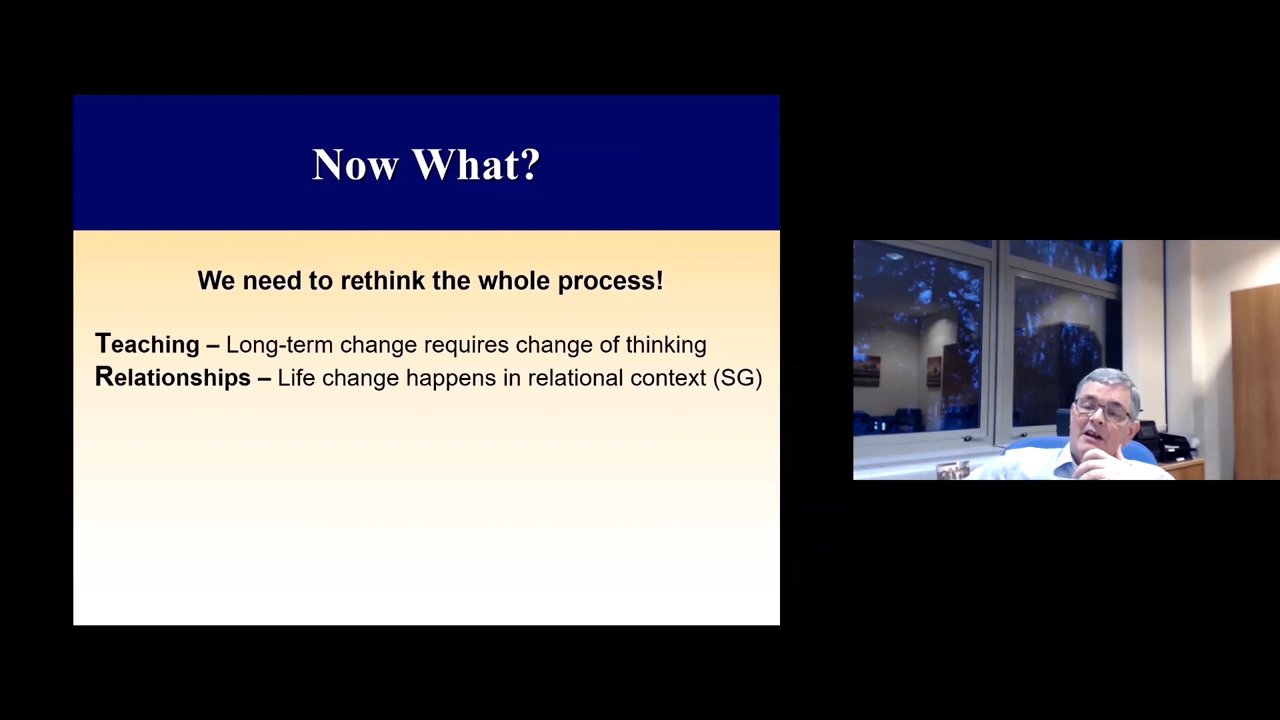 Now What?
We need to rethink the whole process!
Teaching – Long-term change requires change of thinking
Relationships – Life change happens in relational context (SG)